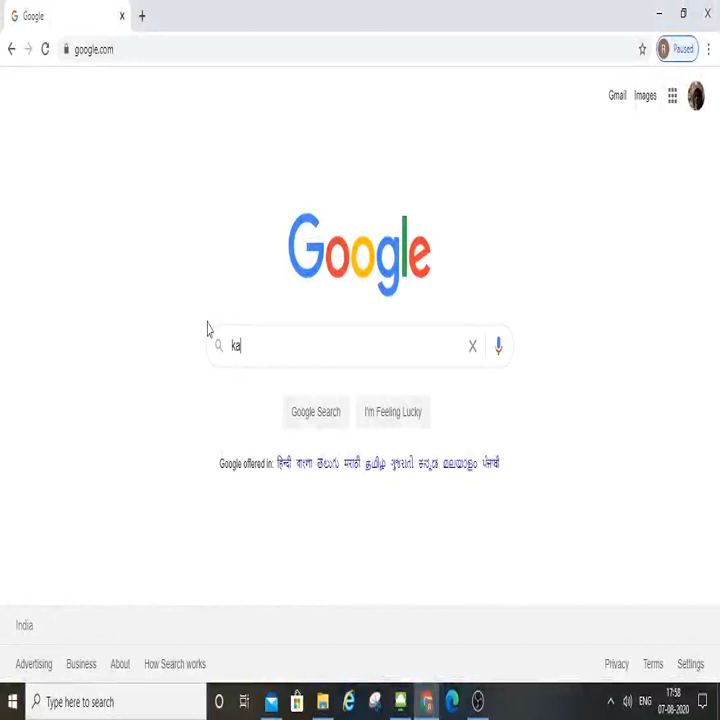 Google
google.com
Paused
Gmail Images
Google
ka
Google Search I'm Feeling Lucky
Google offered in: हिन्दी বাংলা తెలుగు मराठी தமிழ் ગુજરાતી ಕನ್ನಡ മലയാളം ਪੰਜਾਬੀ
India
Advertising Business About How Search works Privacy Terms Settings
Type here to search ENG 17:58
07-08-2020